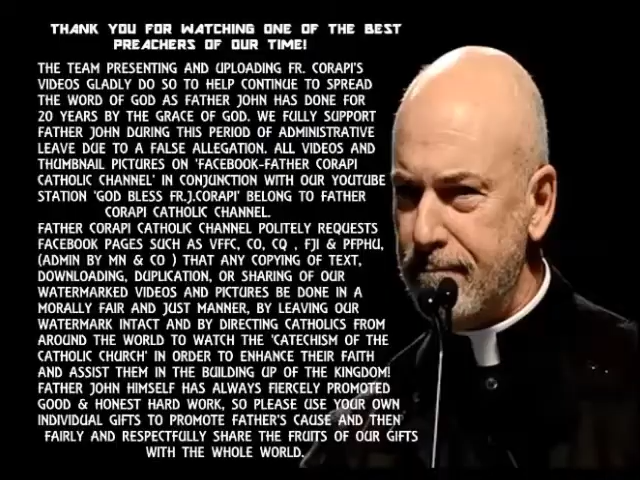 THANK YOU FOR WATCHING ONE OF THE BEST
PREACHERS OF OUR TIME!
THE TEAM PRESENTING AND UPLOADING FR. CORAPI'S
VIDEOS GLADLY DO SO TO HELP CONTINUE TO SPREAD
THE WORD OF GOD AS FATHER JOHN HAS DONE FOR
20 YEARS BY THE GRACE OF GOD. WE FULLY SUPPORT
FATHER JOHN DURING THIS PERIOD OF ADMINISTRATIVE
LEAVE DUE TO A FALSE ALLEGATION. ALL VIDEOS AND
THUMBNAIL PICTURES ON 'FACEBOOK-FATHER CORAPI
CATHOLIC CHANNEL' IN CONJUNCTION WITH OUR YOUTUBE
STATION 'GOD BLESS FR.J.CORAPI' BELONG TO FATHER
CORAPI CATHOLIC CHANNEL.
FATHER CORAPI CATHOLIC CHANNEL POLITELY REQUESTS
FACEBOOK PAGES SUCH AS VFFC, CO, CQ , FJI & PFPHU,
(ADMIN BY MN & CO ) THAT ANY COPYING OF TEXT,
DOWNLOADING, DUPLICATION, OR SHARING OF OUR
WATERMARKED VIDEOS AND PICTURES BE DONE IN A
MORALLY FAIR AND JUST MANNER, BY LEAVING OUR
WATERMARK INTACT AND BY DIRECTING CATHOLICS FROM
AROUND THE WORLD TO WATCH THE 'CATECHISM OF THE
CATHOLIC CHURCH' IN ORDER TO ENHANCE THEIR FAITH
AND ASSIST THEM IN THE BUILDING UP OF THE KINGDOM!
FATHER JOHN HIMSELF HAS ALWAYS FIERCELY PROMOTED
GOOD & HONEST HARD WORK, SO PLEASE USE YOUR OWN
INDIVIDUAL GIFTS TO PROMOTE FATHER'S CAUSE AND THEN
FAIRLY AND RESPECTFULLY SHARE THE FRUITS OF OUR GIFTS
WITH THE WHOLE WORLD.